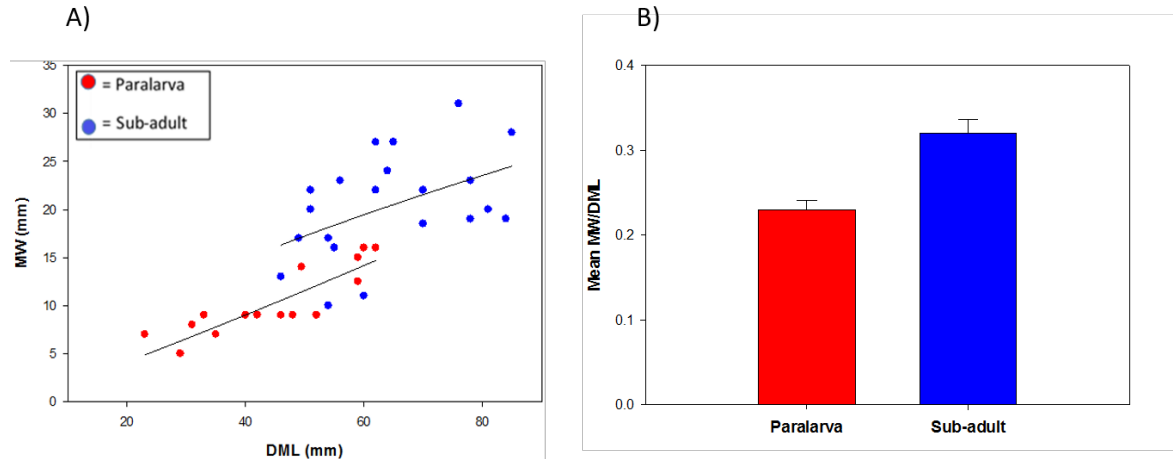 A)
35
30
25
20
15
10
5
0
MW (mm)
= Paralarva
= Sub-adult
20
40
60
80
DML (mm)
B)
0.4
0.3
0.2
0.1
0.0
Mean MW/DML
Paralarva
Sub-adult